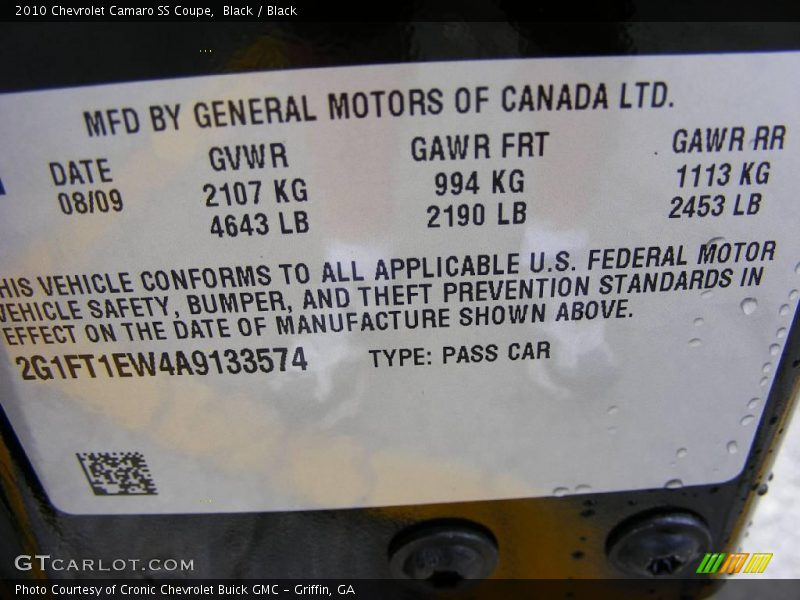 2010 Chevrolet Camaro SS Coupe,  Black / Black
MFD BY GENERAL MOTORS OF CANADA LTD.
DATE GVWR GAWR FRT GAWR RR
08/09 2107 KG 994 KG 1113 KG
4643 LB 2190 LB 2453 LB
HIS VEHICLE CONFORMS TO ALL APPLICABLE U.S. FEDERAL MOTOR
VEHICLE SAFETY, BUMPER, AND THEFT PREVENTION STANDARDS IN
EFFECT ON THE DATE OF MANUFACTURE SHOWN ABOVE.
2G1FT1EW4A9133574 TYPE: PASS CAR
GTCARLOT.COM
Photo Courtesy of Cronic Chevrolet Buick GMC - Griffin, GA